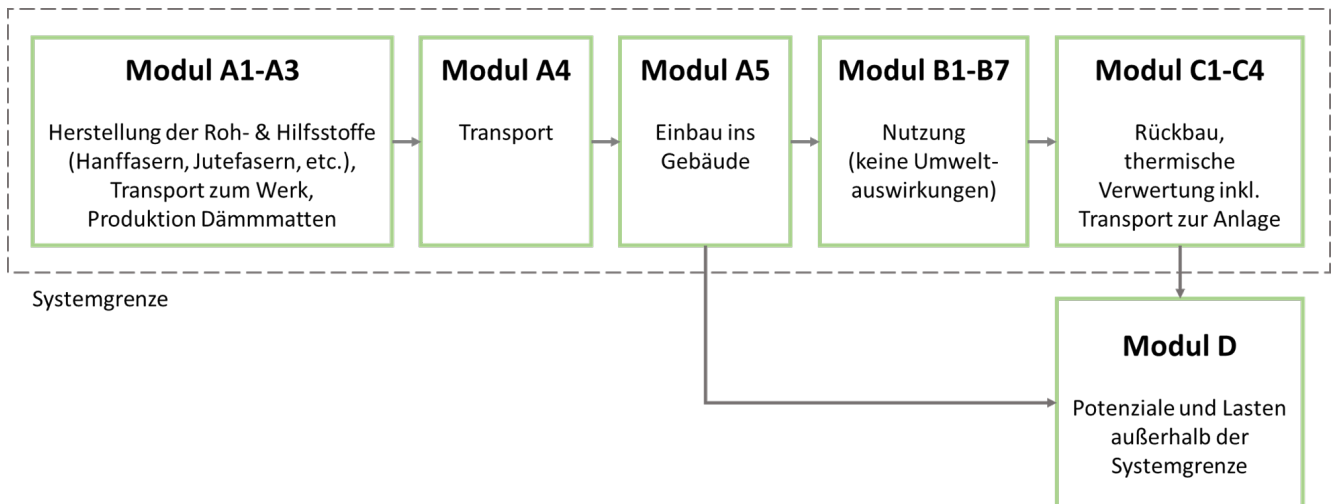 Modul A1-A3
Herstellung der Roh- & Hilfsstoffe
(Hanffasern, Jutefasern, etc.),
Transport zum Werk,
Produktion Dämmmatten
Modul A4
Transport
Modul A5
Einbau ins
Gebäude
Modul B1-B7
Nutzung
(keine Umwelt-
auswirkungen)
Modul C1-C4
Rückbau,
thermische
Verwertung inkl.
Transport zur Anlage
Systemgrenze
Modul D
Potenziale und Lasten
außerhalb der
Systemgrenze